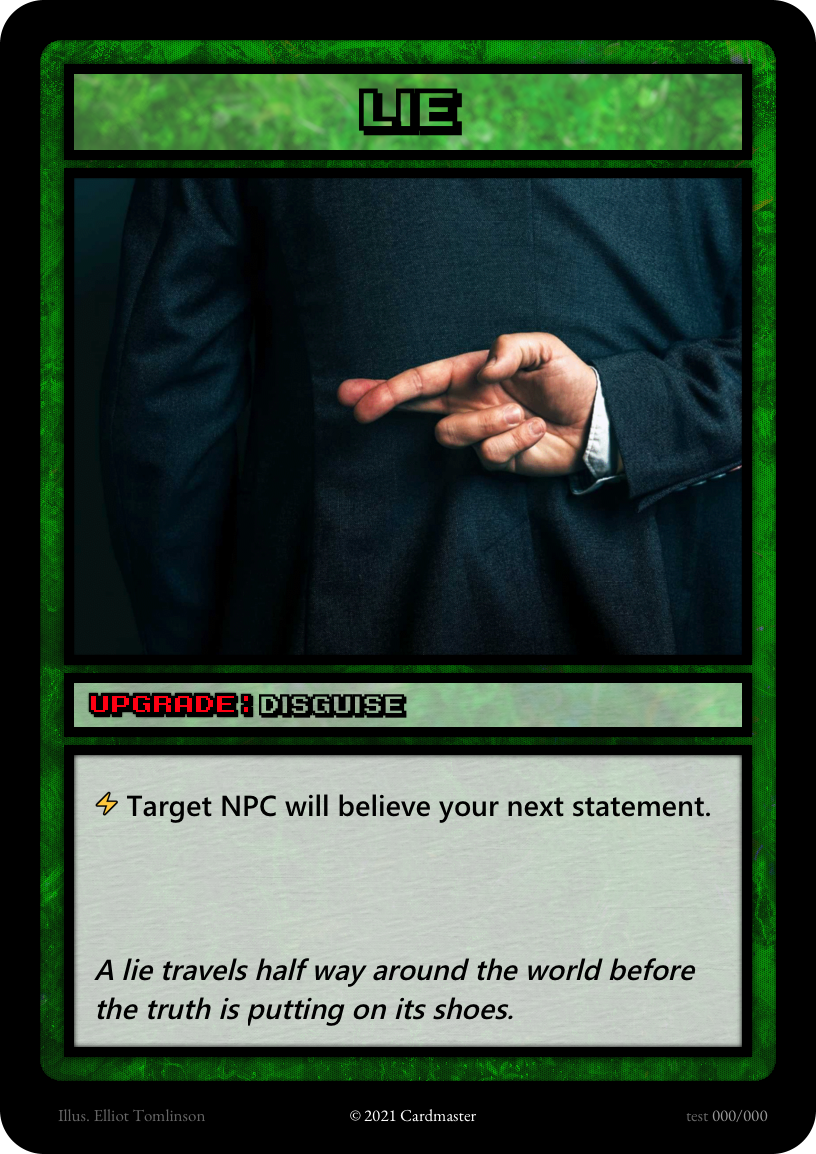 LIE
UPGRADE: DISGUISE
⚡ Target NPC will believe your next statement.
A lie travels half way around the world before
the truth is putting on its shoes.
Illus. Elliot Tomlinson © 2021 Cardmaster test 000/000